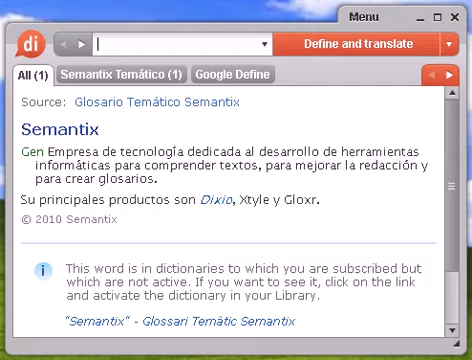 Menu
di
Define and translate
All (1)
Semantix Temático (1)
Google Define
Source: Glosario Temático Semantix
Semantix
Gen Empresa de tecnología dedicada al desarrollo de herramientas
informáticas para comprender textos, para mejorar la redacción y
para crear glosarios.
Su principales productos son Dixio, Xtyle y Gloxr.
© 2010 Semantix
i
This word is in dictionaries to which you are subscribed but
which are not active. If you want to see it, click on the link
and activate the dictionary in your Library.
"Semantix" - Glossari Temàtic Semantix